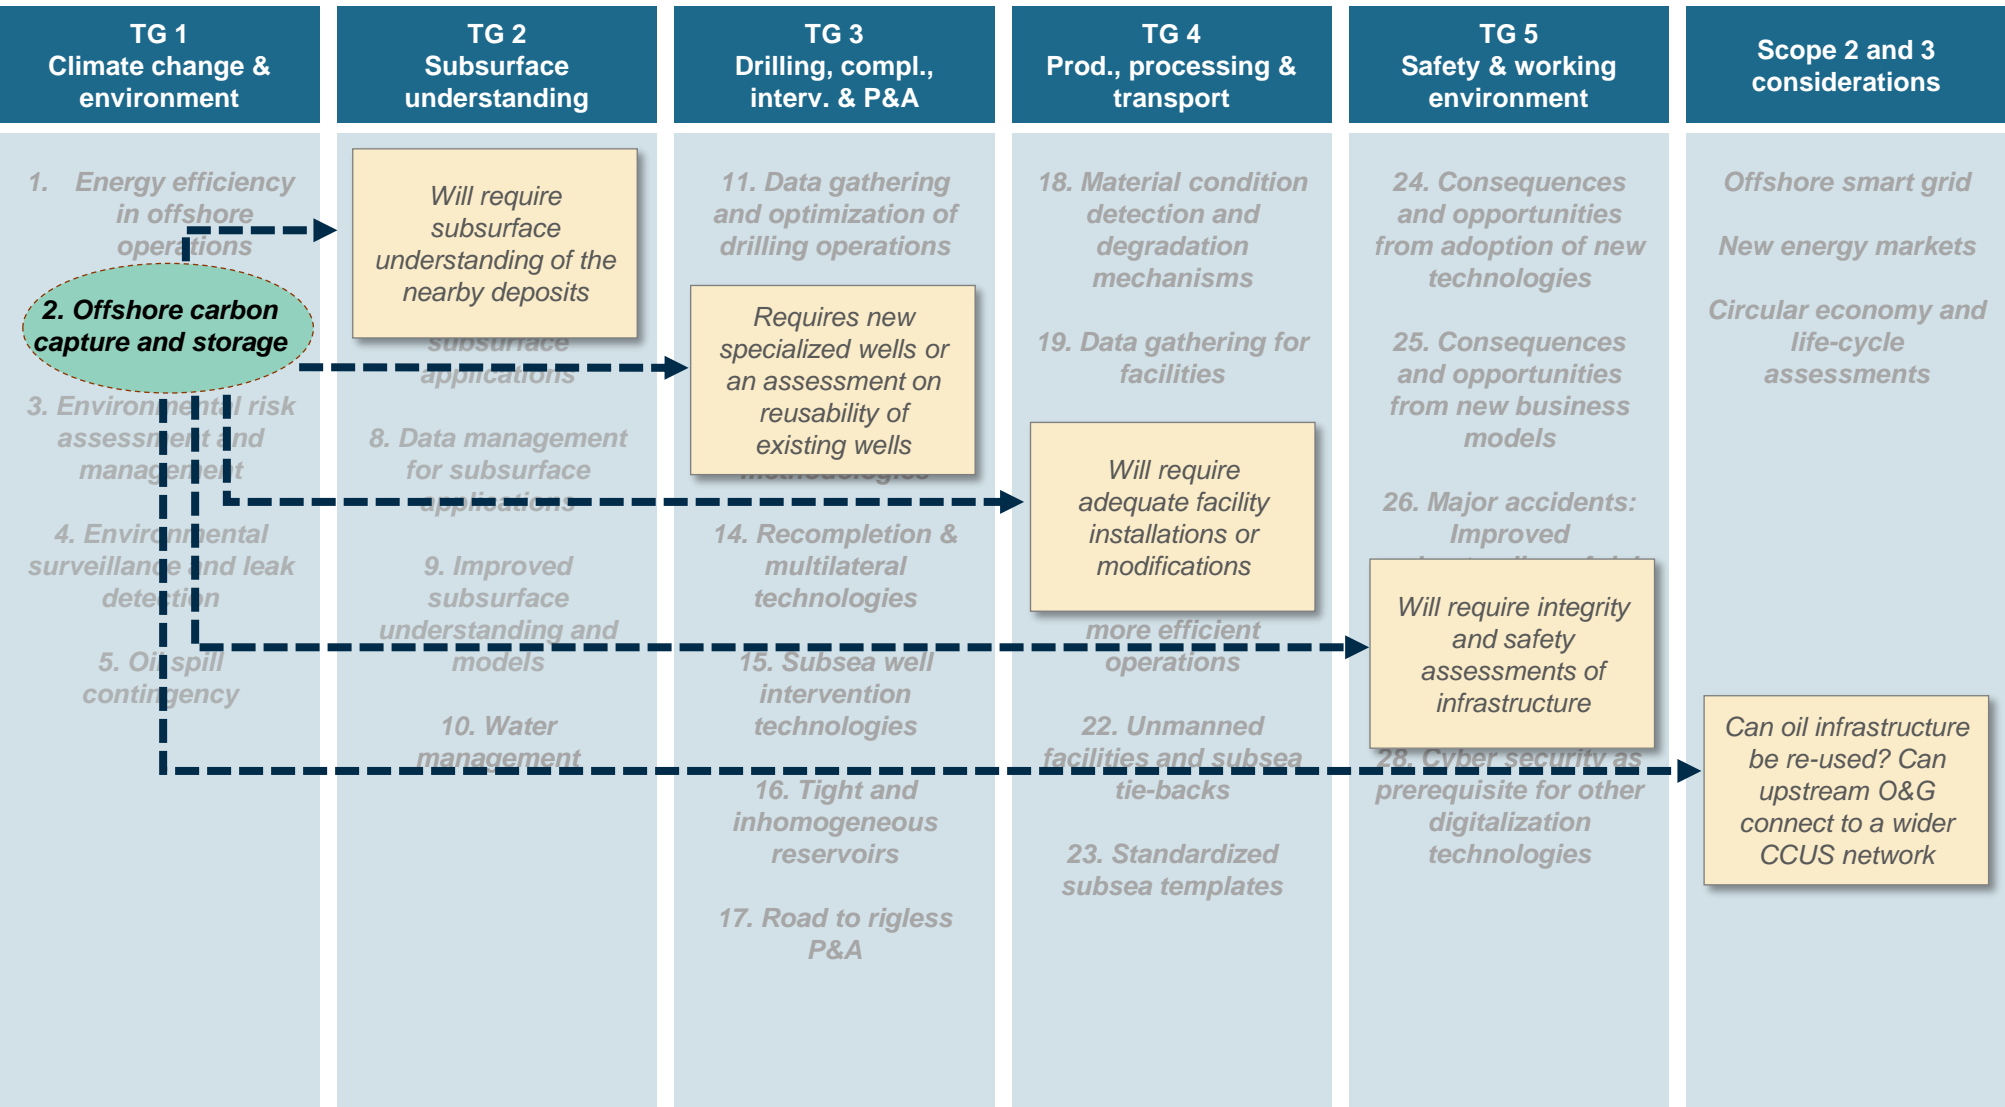 TG 1
Climate change &
environment
TG 2
Subsurface
understanding
TG 3
Drilling, compl.,
interv. & P&A
TG 4
Prod., processing &
transport
TG 5
Safety & working
environment
Scope 2 and 3
considerations
1. Energy efficiency
in offshore
operations
2. Offshore carbon
capture and storage
3. Environmental risk
assessment and
management
4. Environmental
surveillance and leak
detection
5. Oil spill
contingency
Will require
subsurface
understanding of the
nearby deposits
subsurface
applications
8. Data management
for subsurface
applications
9. Improved
subsurface
understanding and
models
10. Water
management
11. Data gathering
and optimization of
drilling operations
Requires new
specialized wells or
an assessment on
reusability of
existing wells
methodologies
14. Recompletion &
multilateral
technologies
15. Subsea well
intervention
technologies
16. Tight and
inhomogeneous
reservoirs
17. Road to rigless
P&A
18. Material condition
detection and
degradation
mechanisms
19. Data gathering for
facilities
Will require
adequate facility
installations or
modifications
more efficient
operations
22. Unmanned
facilities and subsea
tie-backs
23. Standardized
subsea templates
24. Consequences
and opportunities
from adoption of new
technologies
25. Consequences
and opportunities
from new business
models
26. Major accidents:
Improved
Will require integrity
and safety
assessments of
infrastructure
28. Cyber security as
prerequisite for other
digitalization
technologies
Offshore smart grid
New energy markets
Circular economy and
life-cycle
assessments
Can oil infrastructure
be re-used? Can
upstream O&G
connect to a wider
CCUS network